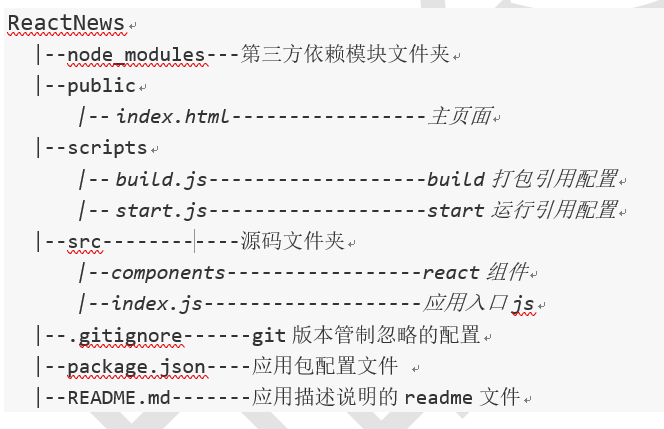 ReactNews
|--node_modules---第三方依赖模块文件夹
|--public
|-- index.html-----------------主页面
|--scripts
|-- build.js-------------------build 打包引用配置
|-- start.js-------------------start 运行引用配置
|--src------------源码文件夹
|--components-----------------react 组件
|--index.js-------------------应用入口 js
|--.gitignore------git 版本管制忽略的配置
|--package.json----应用包配置文件
|--README.md-------应用描述说明的 readme 文件